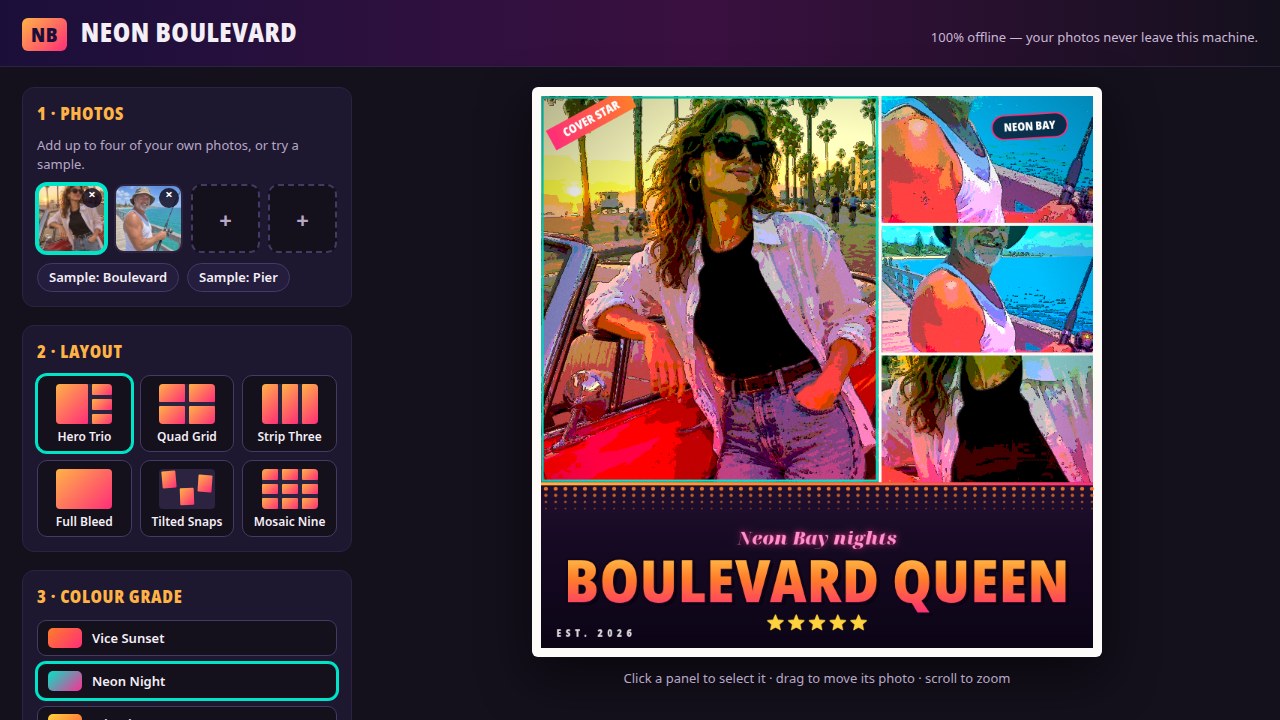 NB
NEON BOULEVARD
100% offline — your photos never leave this machine.
1 · PHOTOS
Add up to four of your own photos, or try a
sample.
×
×
+
+
Sample: Boulevard
Sample: Pier
2 · LAYOUT
Hero Trio
Quad Grid
Strip Three
Full Bleed
Tilted Snaps
Mosaic Nine
3 · COLOUR GRADE
Vice Sunset
Neon Night
COVER STAR
NEON BAY
Neon Bay nights
BOULEVARD QUEEN
EST. 2026
Click a panel to select it · drag to move its photo · scroll to zoom